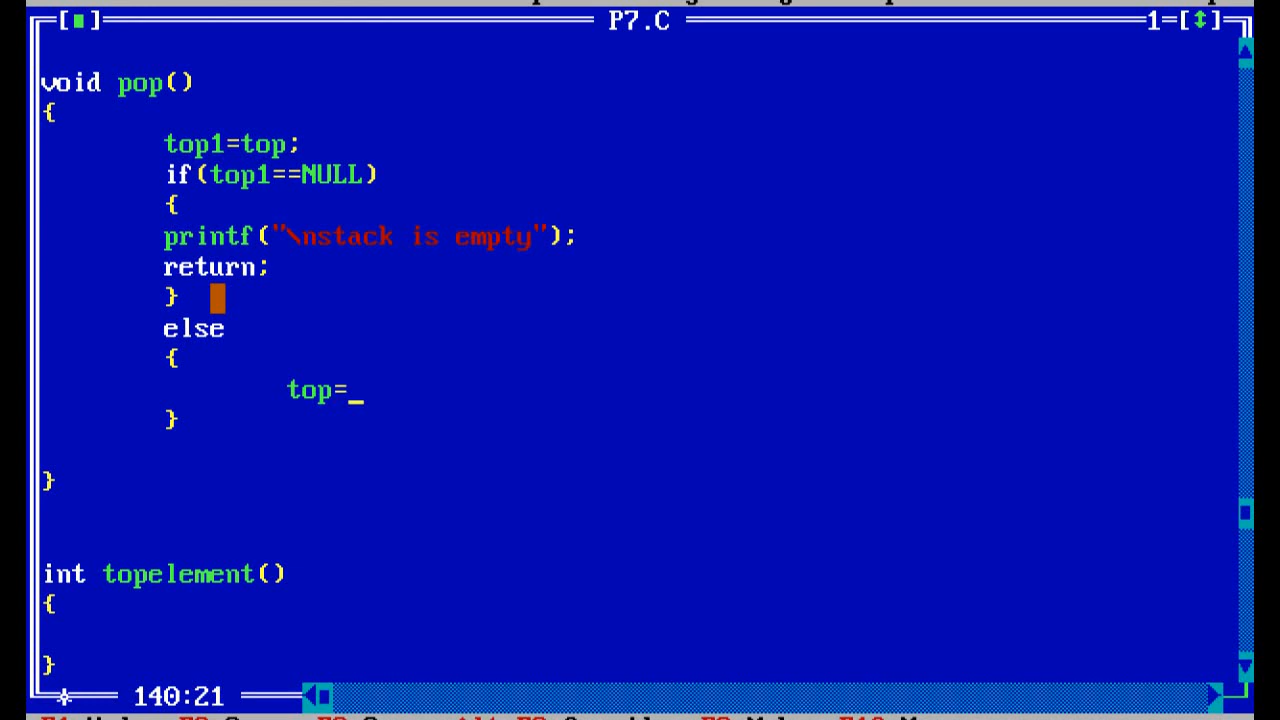 P7.C
1=[↕]
void pop()
{
top1=top;
if(top1==NULL)
{
printf("\nstack is empty");
return;
}
else
{
top=_
}
}
int topelement()
{
}
140:21